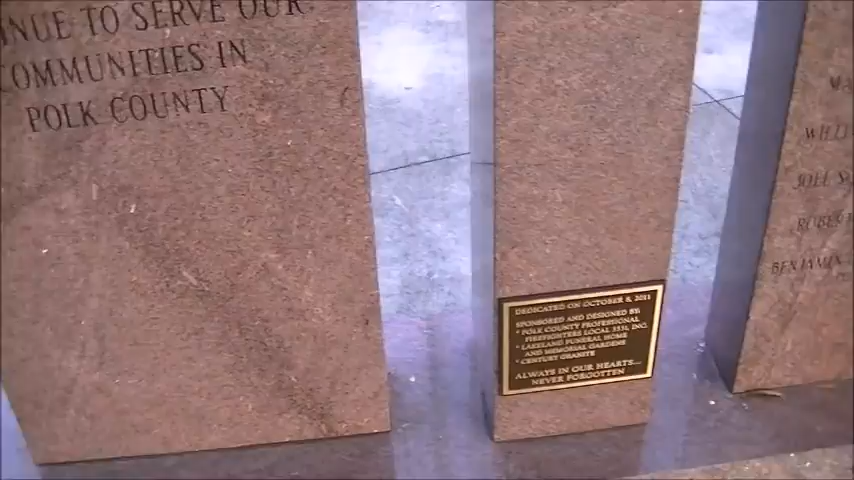 TO SERVE OUR
COMMUNITIES IN
POLK COUNTY
DEDICATED ON OCTOBER 8, 2011
SPONSORED AND DESIGNED BY
* POLK COUNTY PROFESSIONAL
FIREFIGHTERS LOCAL 3531, INC.
* LAKELAND FUNERAL HOME
AND MEMORIAL GARDENS
* CENTURY GRANITE
ALWAYS IN OUR HEARTS...
NEVER FORGOTTEN.
JOEL S
ROBER
BENJAMIN